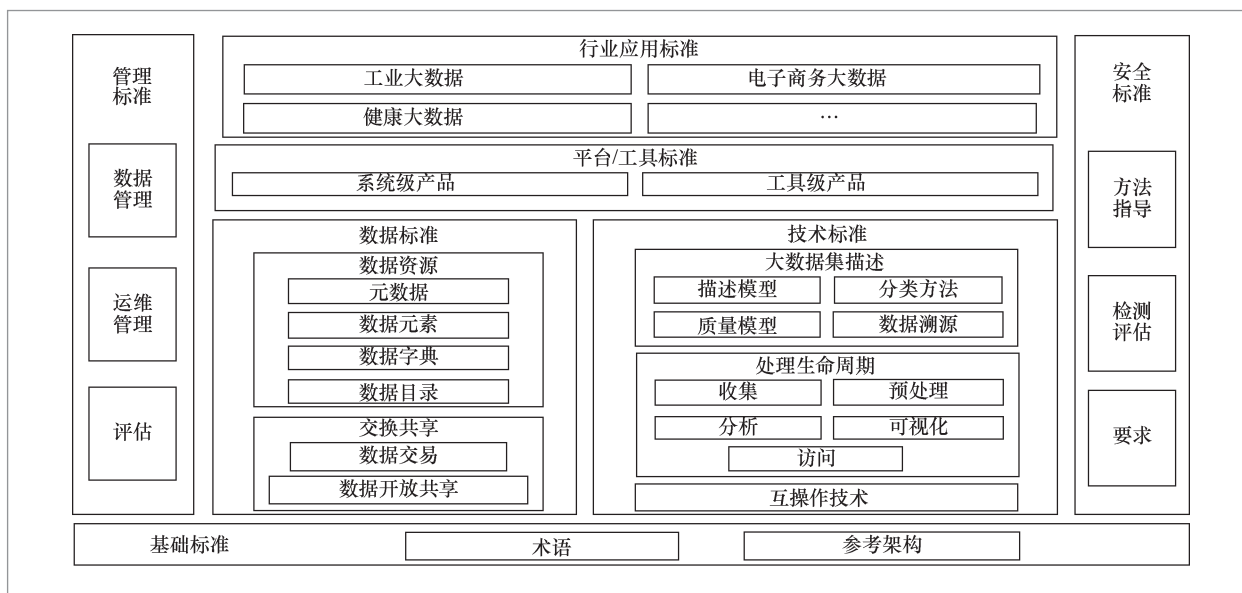 管理
标准
数据
管理
运维
管理
评估
行业应用标准
工业大数据
电子商务大数据
健康大数据
…
平台/工具标准
系统级产品
工具级产品
数据标准
数据资源
元数据
数据元素
数据字典
数据目录
交换共享
数据交易
数据开放共享
技术标准
大数据集描述
描述模型
分类方法
质量模型
数据溯源
处理生命周期
收集
预处理
分析
可视化
访问
互操作技术
安全
标准
方法
指导
检测
评估
要求
基础标准
术语
参考架构